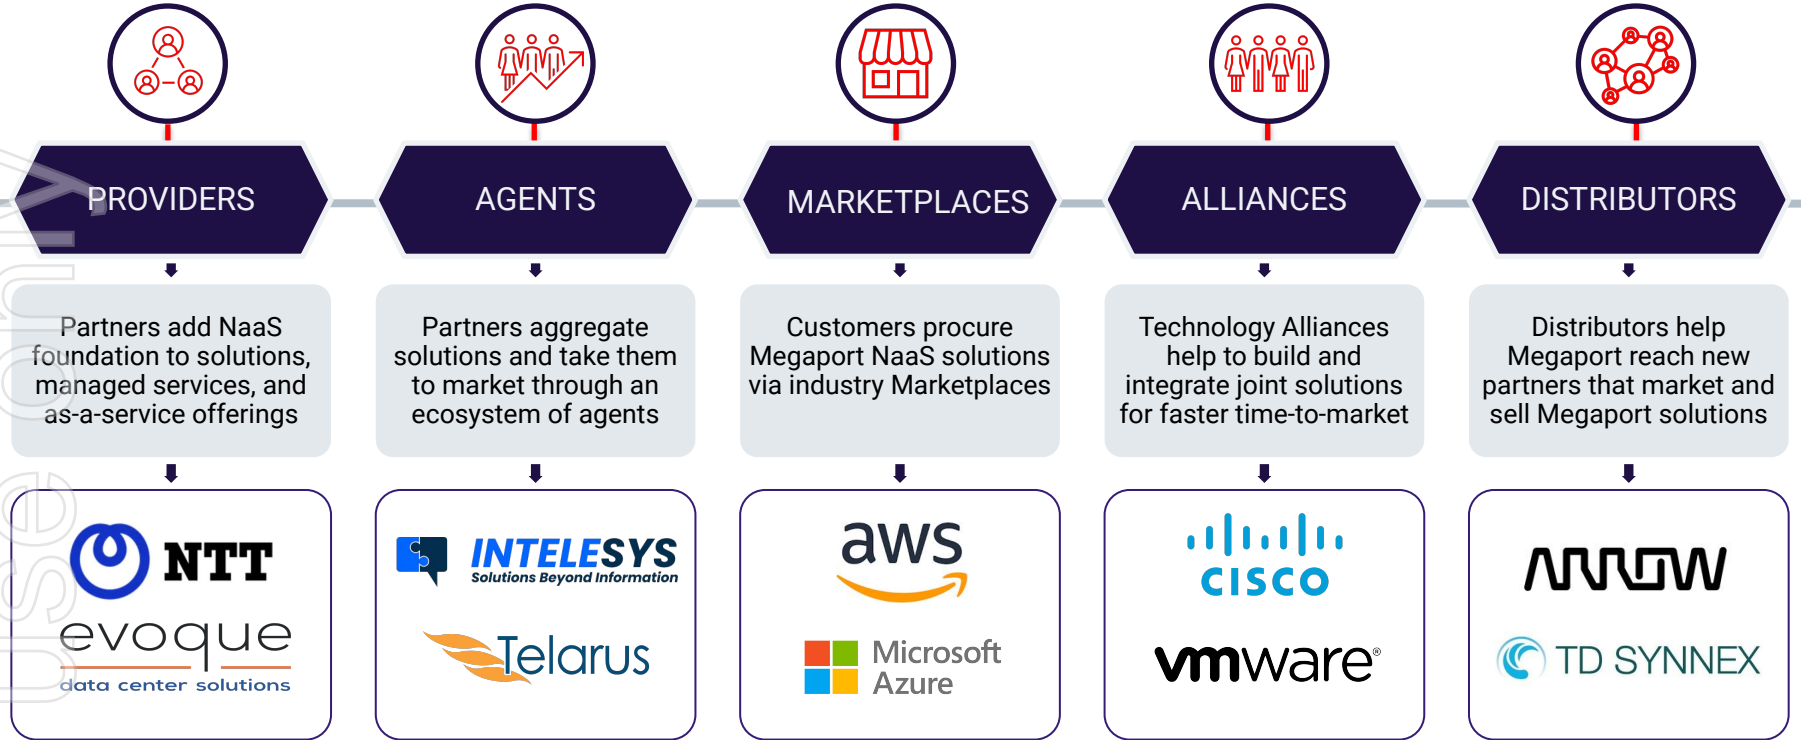 PROVIDERS
Partners add NaaS
foundation to solutions,
managed services, and
as-a-service offerings
NTT
evoque
data center solutions
AGENTS
Partners aggregate
solutions and take them
to market through an
ecosystem of agents
INTELESYS
Solutions Beyond Information
Telarus
MARKETPLACES
Customers procure
Megaport NaaS solutions
via industry Marketplaces
aws
Microsoft
Azure
ALLIANCES
Technology Alliances
help to build and
integrate joint solutions
for faster time-to-market
CISCO
vmware®
DISTRIBUTORS
Distributors help
Megaport reach new
partners that market and
sell Megaport solutions
ARROW
TD SYNNEX
use only